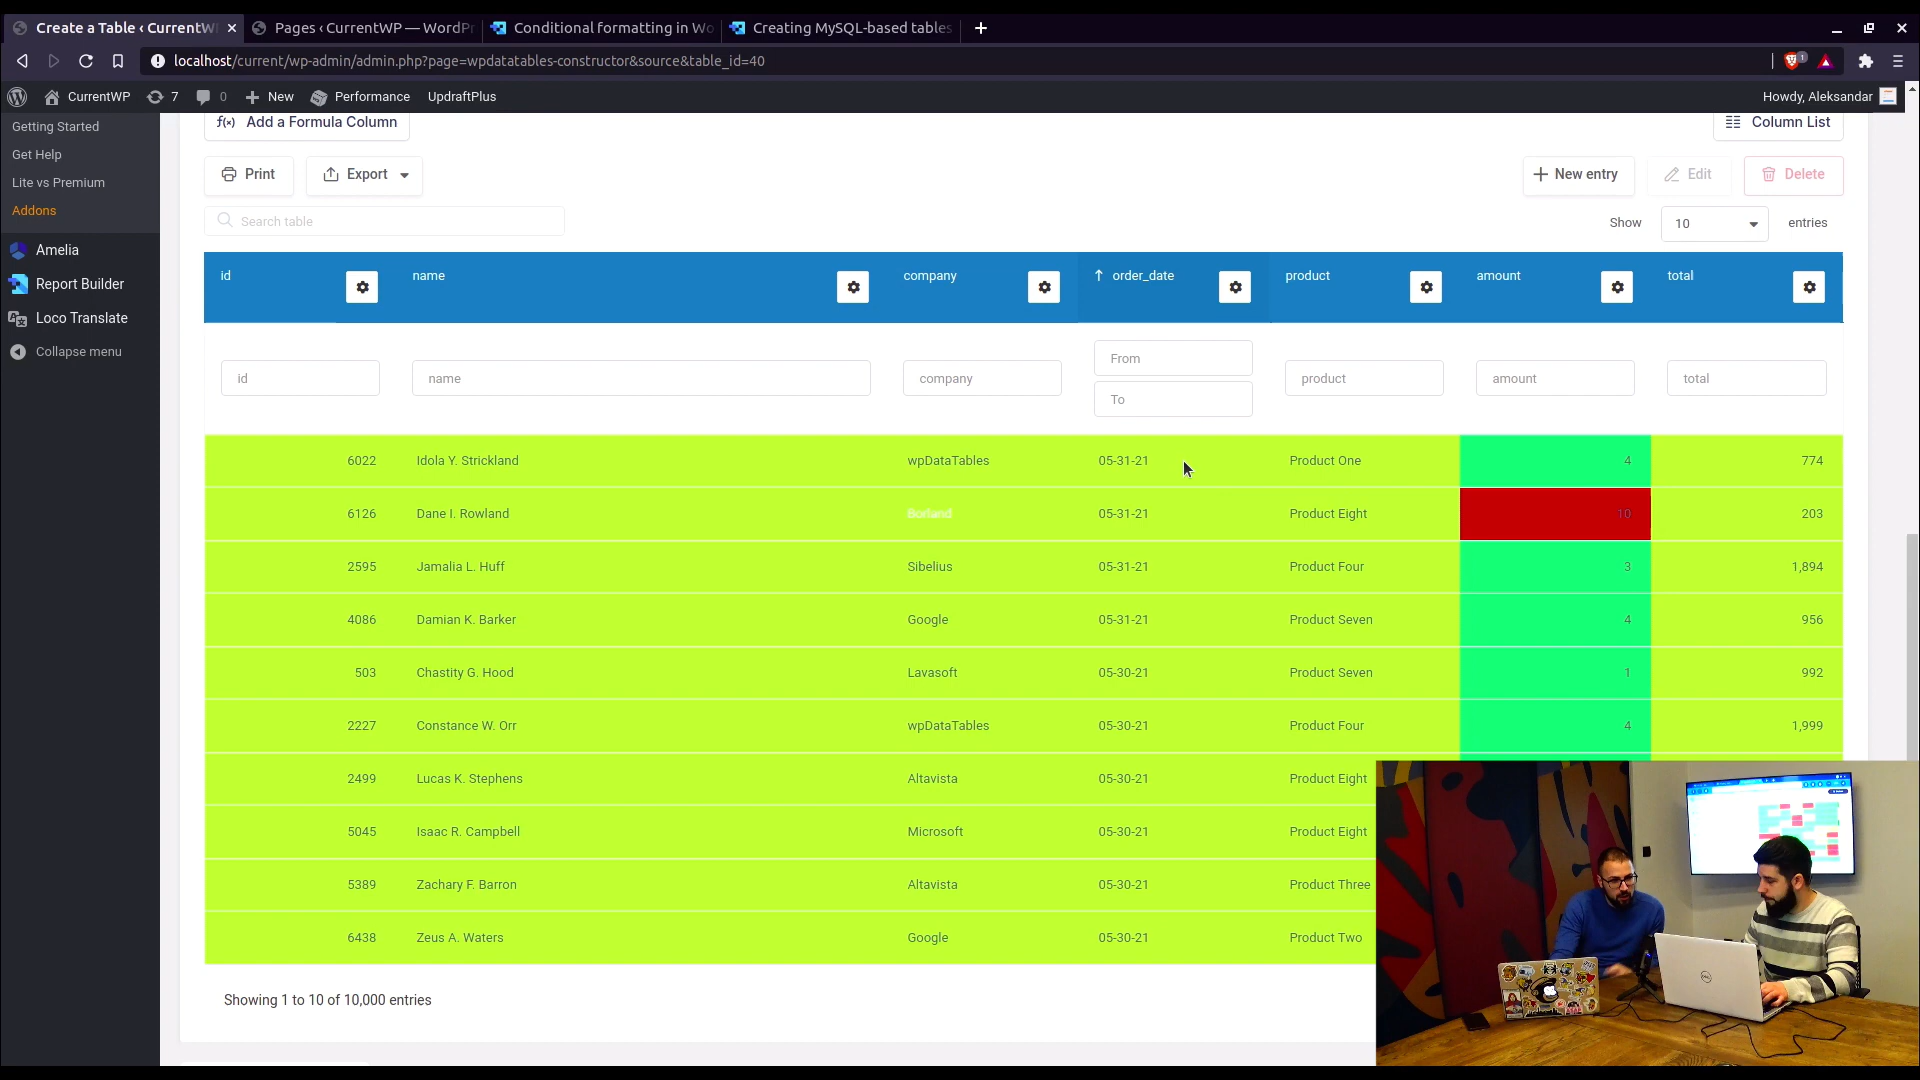 Create a Table ‹ CurrentW
Pages ‹ CurrentWP — WordPr
Conditional formatting in Wo
Creating MySQL-based tables
localhost/current/wp-admin/admin.php?page=wpdatatables-constructor&source&table_id=40
1
CurrentWP
7
0
New
Performance
UpdraftPlus
Howdy, Aleksandar
Getting Started
Get Help
Lite vs Premium
Addons
Amelia
Report Builder
Loco Translate
Collapse menu
f(x) Add a Formula Column
Column List
Print
Export
New entry
Edit
Delete
Search table
Show 10 entries
id name company order_date product amount total
From
id name company product amount total
To
6022 Idola Y. Strickland wpDataTables 05-31-21 Product One 4 774
6126 Dane I. Rowland Borland 05-31-21 Product Eight 10 203
2595 Jamalia L. Huff Sibelius 05-31-21 Product Four 3 1,894
4086 Damian K. Barker Google 05-31-21 Product Seven 4 956
503 Chastity G. Hood Lavasoft 05-30-21 Product Seven 1 992
2227 Constance W. Orr wpDataTables 05-30-21 Product Four 4 1,999
2499 Lucas K. Stephens Altavista 05-30-21 Product Eight
5045 Isaac R. Campbell Microsoft 05-30-21 Product Eight
5389 Zachary F. Barron Altavista 05-30-21 Product Three
6438 Zeus A. Waters Google 05-30-21 Product Two
Showing 1 to 10 of 10,000 entries